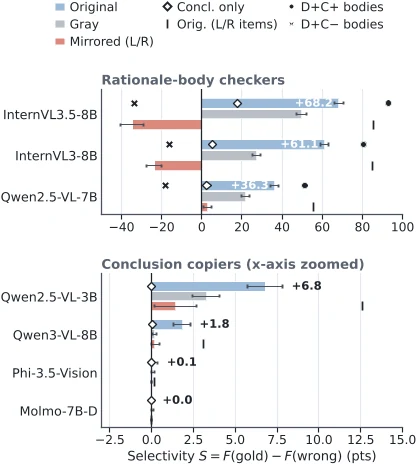 Original
Gray
Mirrored (L/R)
Concl. only
Orig. (L/R items)
D+C+ bodies
D+C− bodies
Rationale-body checkers
InternVL3.5-8B
+68.2
InternVL3-8B
+61.1
Qwen2.5-VL-7B
+36.3
−40 −20 0 20 40 60 80 100
Conclusion copiers (x-axis zoomed)
Qwen2.5-VL-3B
+6.8
Qwen3-VL-8B
+1.8
Phi-3.5-Vision
+0.1
Molmo-7B-D
+0.0
−2.5 0.0 2.5 5.0 7.5 10.0 12.5 15.0
Selectivity S = F(gold) − F(wrong) (pts)